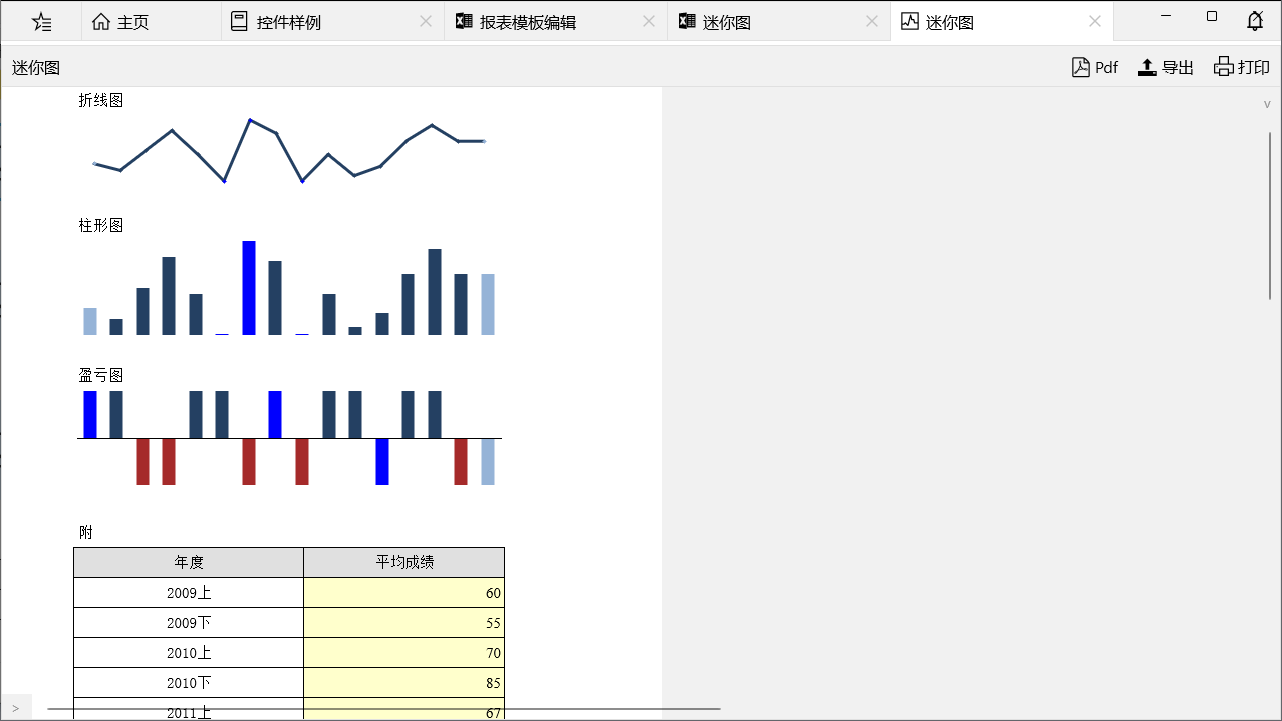 主页 控件样例 报表模板编辑 迷你图 迷你图
迷你图 Pdf 导出 打印
折线图
柱形图
盈亏图
附
年度 平均成绩
2009上 60
2009下 55
2010上 70
2010下 85
2011上 67